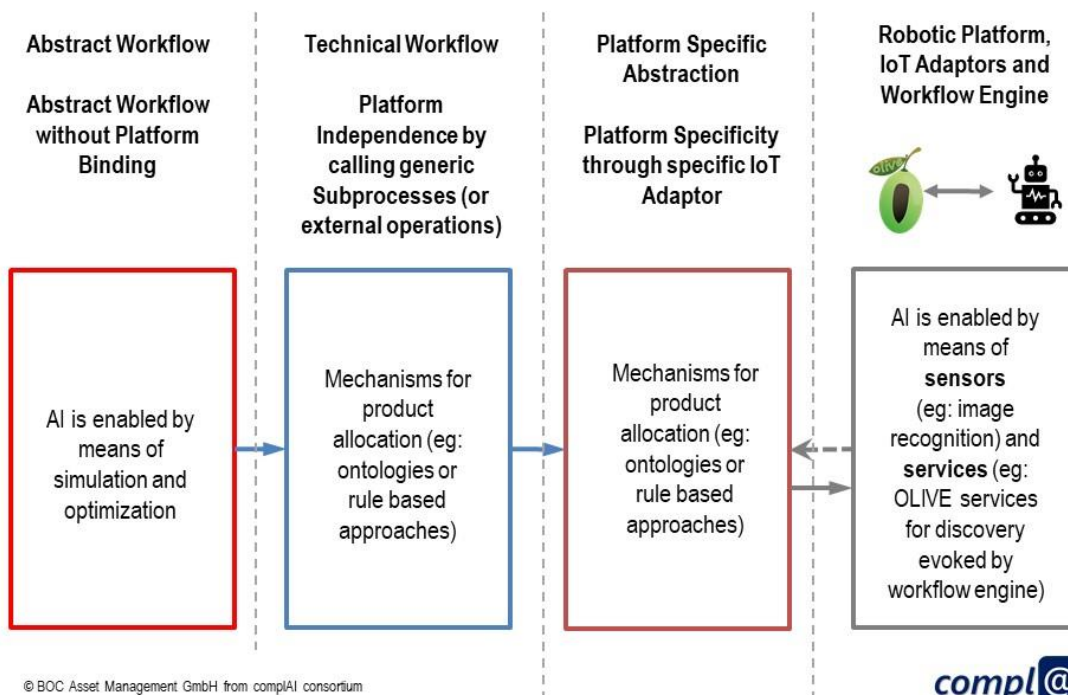 Abstract Workflow
Abstract Workflow
without Platform
Binding
Technical Workflow
Platform
Independence by
calling generic
Subprocesses (or
external operations)
Platform Specific
Abstraction
Platform Specificity
through specific IoT
Adaptor
Robotic Platform,
IoT Adaptors and
Workflow Engine
olive
AI is enabled by
means of
simulation and
optimization
Mechanisms for
product
allocation (eg:
ontologies or
rule based
approaches)
Mechanisms for
product
allocation (eg:
ontologies or
rule based
approaches)
AI is enabled by
means of
sensors
(eg: image
recognition) and
services (eg:
OLIVE services
for discovery
evoked by
workflow engine)
© BOC Asset Management GmbH from complAI consortium
compl@